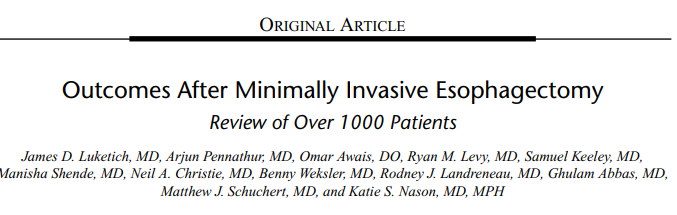 ORIGINAL ARTICLE
Outcomes After Minimally Invasive Esophagectomy
Review of Over 1000 Patients
James D. Luketich, MD, Arjun Pennathur, MD, Omar Awais, DO, Ryan M. Levy, MD, Samuel Keeley, MD,
Manisha Shende, MD, Neil A. Christie, MD, Benny Weksler, MD, Rodney J. Landreneau, MD, Ghulam Abbas, MD,
Matthew J. Schuchert, MD, and Katie S. Nason, MD, MPH